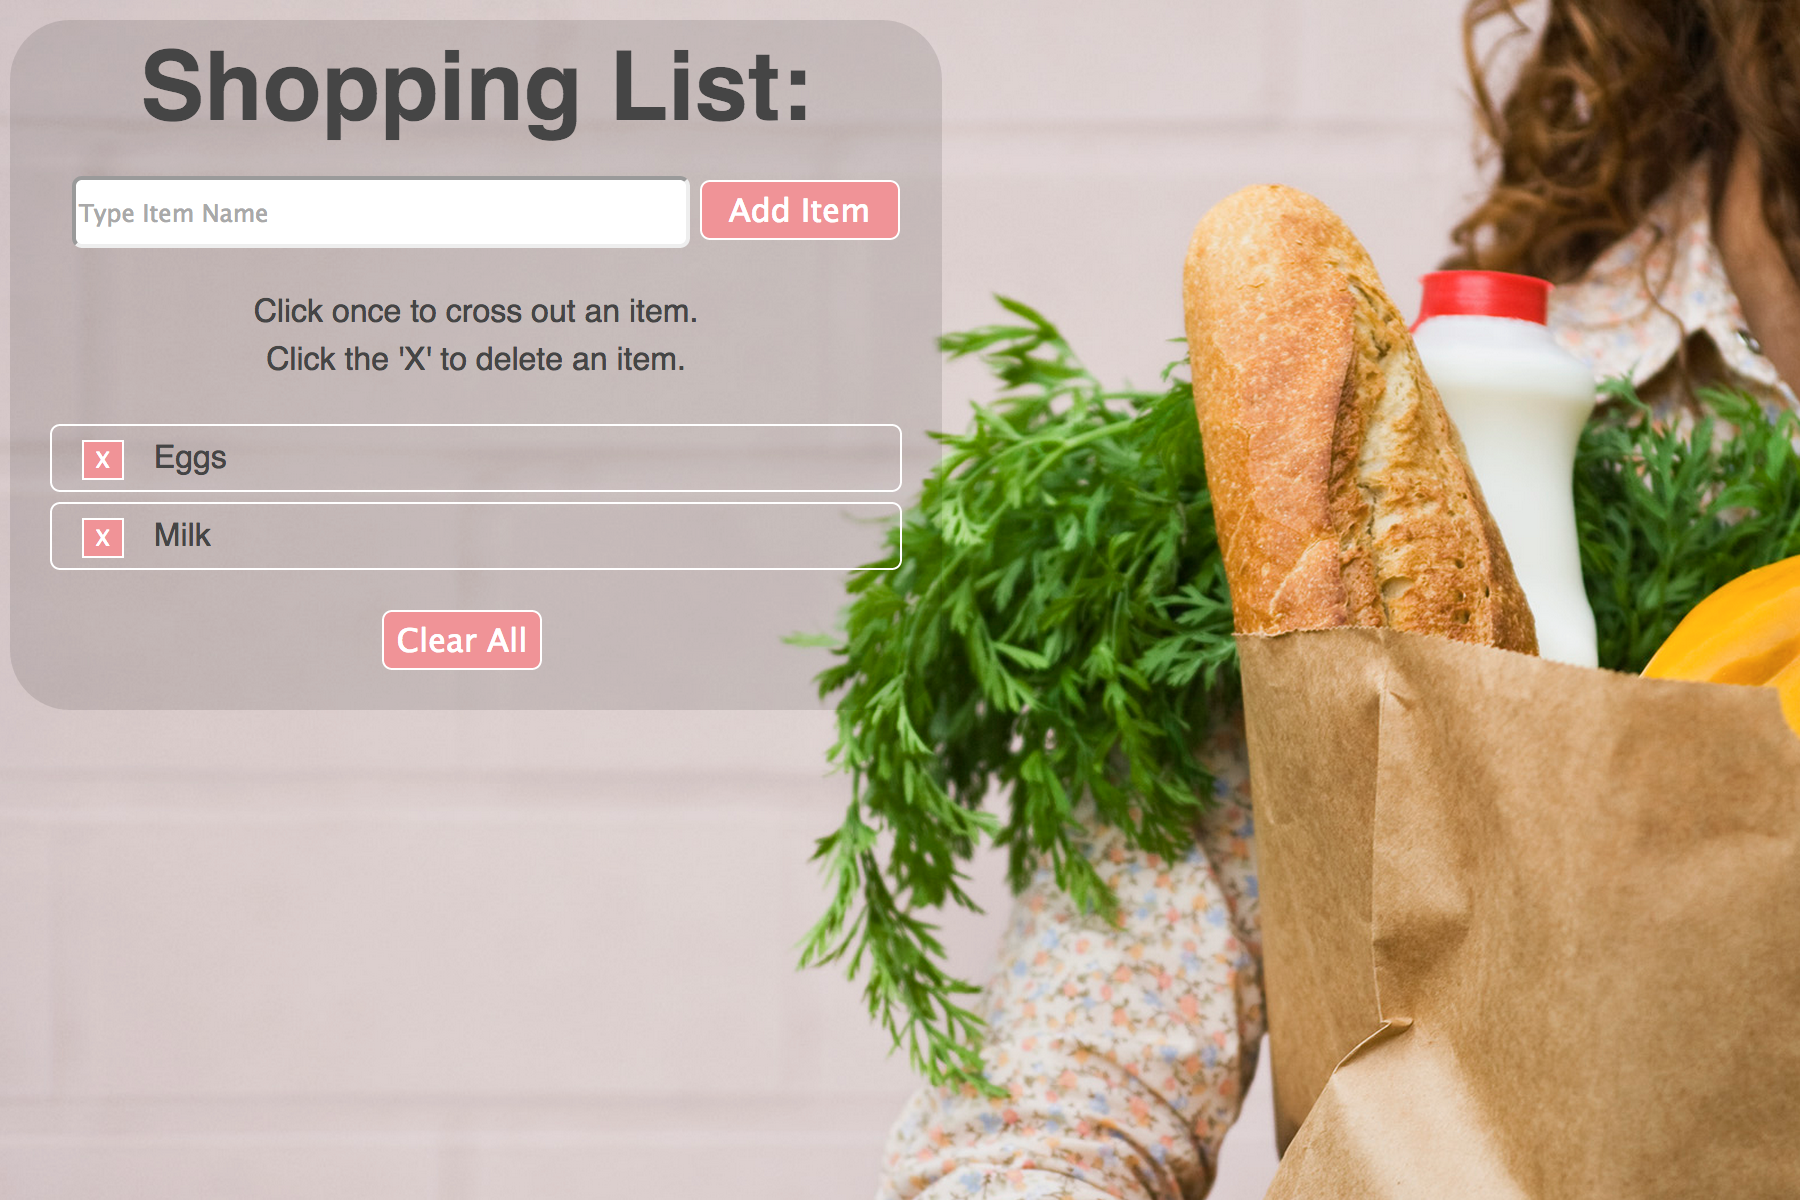 Shopping List:
Type Item Name
Add Item
Click once to cross out an item.
Click the 'X' to delete an item.
X Eggs
X Milk
Clear All